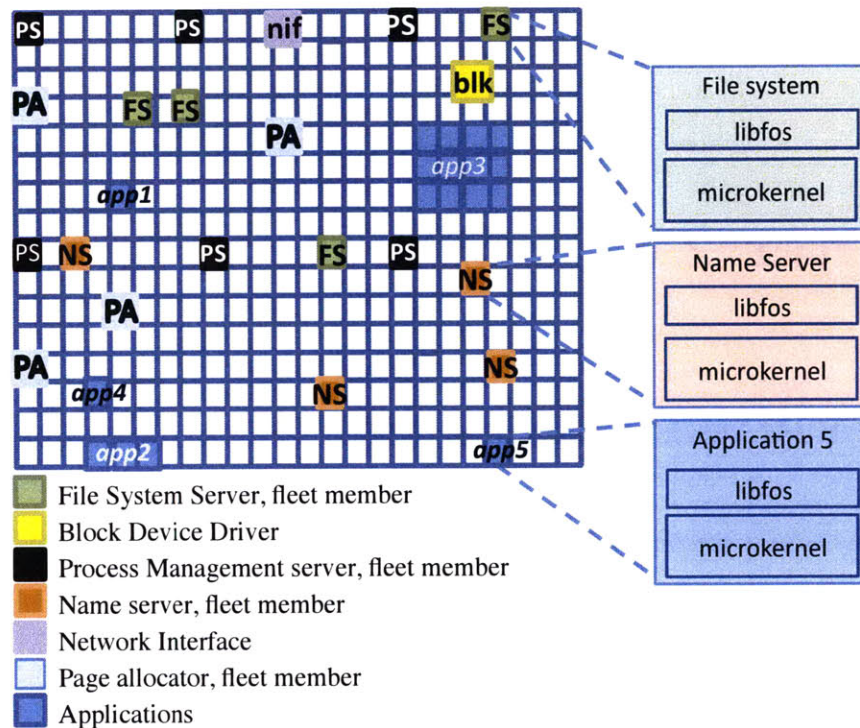 PS PS nif PS FS
blk
PA FS FS
PA
app3
app1
PS NS PS FS PS
NS
PA
PA
NS
app4 NS
app2 app5
File system
libfos
microkernel
Name Server
libfos
microkernel
Application 5
libfos
microkernel
File System Server, fleet member
Block Device Driver
Process Management server, fleet member
Name server, fleet member
Network Interface
Page allocator, fleet member
Applications